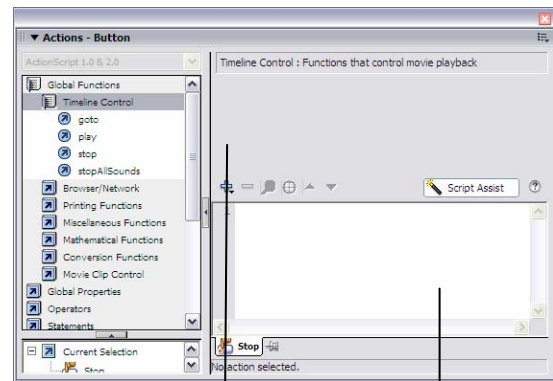 Actions - Button
ActionScript 1.0 & 2.0
Timeline Control : Functions that control movie playback
Global Functions
Timeline Control
goto
play
stop
stopAllSounds
Browser/Network
Printing Functions
Miscellaneous Functions
Mathematical Functions
Conversion Functions
Movie Clip Control
Global Properties
Operators
Statements
Current Selection
Stop
Script Assist
1
Stop
No action selected.